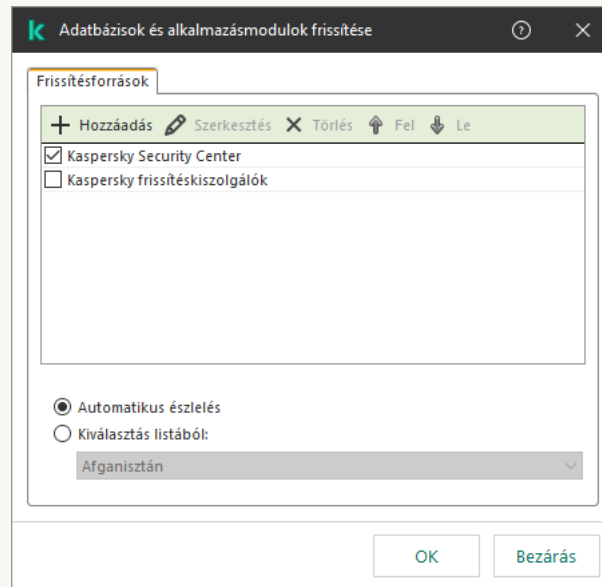 Adatbázisok és alkalmazásmodulok frissítése
Frissítésforrások
Hozzáadás Szerkesztés Törlés Fel Le
Kaspersky Security Center
Kaspersky frissítéskiszolgálók
Automatikus észlelés
Kiválasztás listából:
Afganisztán
OK Bezárás